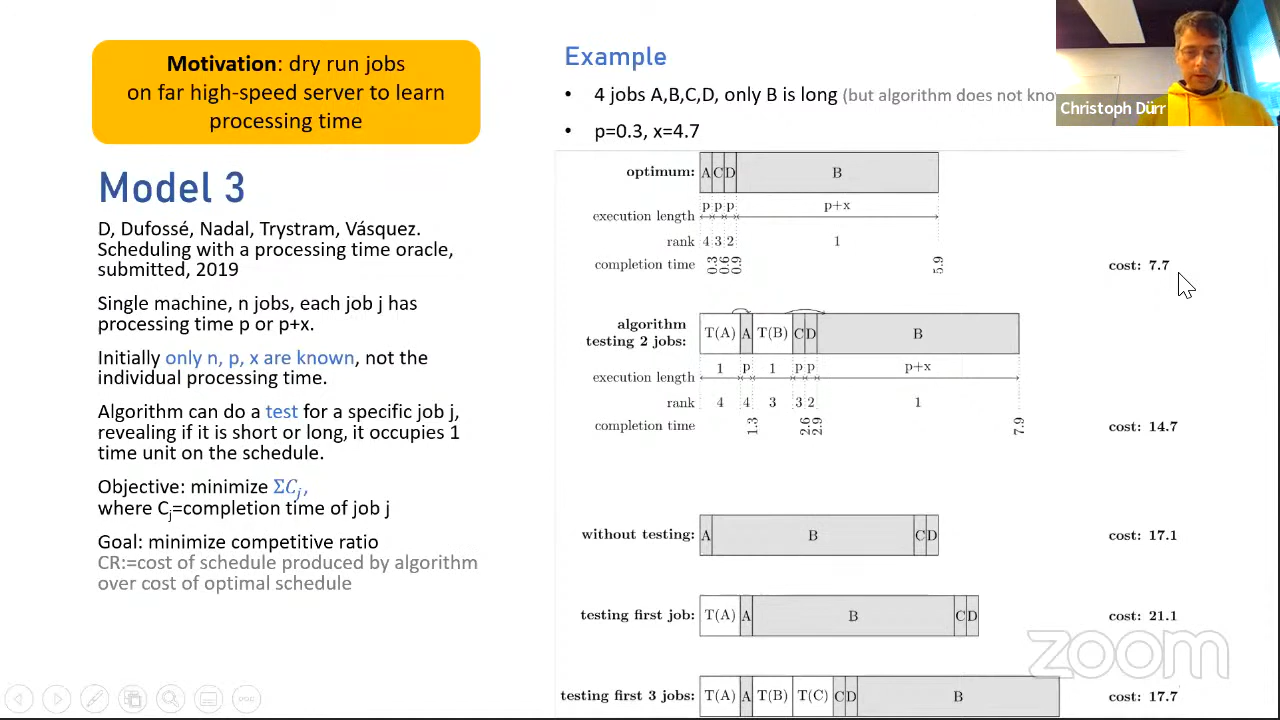 Motivation: dry run jobs
on far high-speed server to learn
processing time
Model 3
D, Dufossé, Nadal, Trystram, Vásquez.
Scheduling with a processing time oracle,
submitted, 2019
Single machine, n jobs, each job j has
processing time p or p+x.
Initially only n, p, x are known, not the
individual processing time.
Algorithm can do a test for a specific job j,
revealing if it is short or long, it occupies 1
time unit on the schedule.
Objective: minimize ΣCj,
where Cj=completion time of job j
Goal: minimize competitive ratio
CR:=cost of schedule produced by algorithm
over cost of optimal schedule
Example
• 4 jobs A,B,C,D, only B is long (but algorithm does not
• p=0.3, x=4.7
optimum: A C D B
p p p p+x
execution length
rank 4 3 2 1
completion time 0.3 0.6 0.9 5.9 cost: 7.7
algorithm
testing 2 jobs: T(A) A T(B) C D B
1 p 1 p p p+x
execution length
rank 4 4 3 3 2 1
completion time 1.3 2.6 2.9 7.9 cost: 14.7
without testing: A B C D cost: 17.1
testing first job: T(A) A B C D cost: 21.1
testing first 3 jobs: T(A) A T(B) T(C) C D B cost: 17.7
Christoph Dürr
zoom